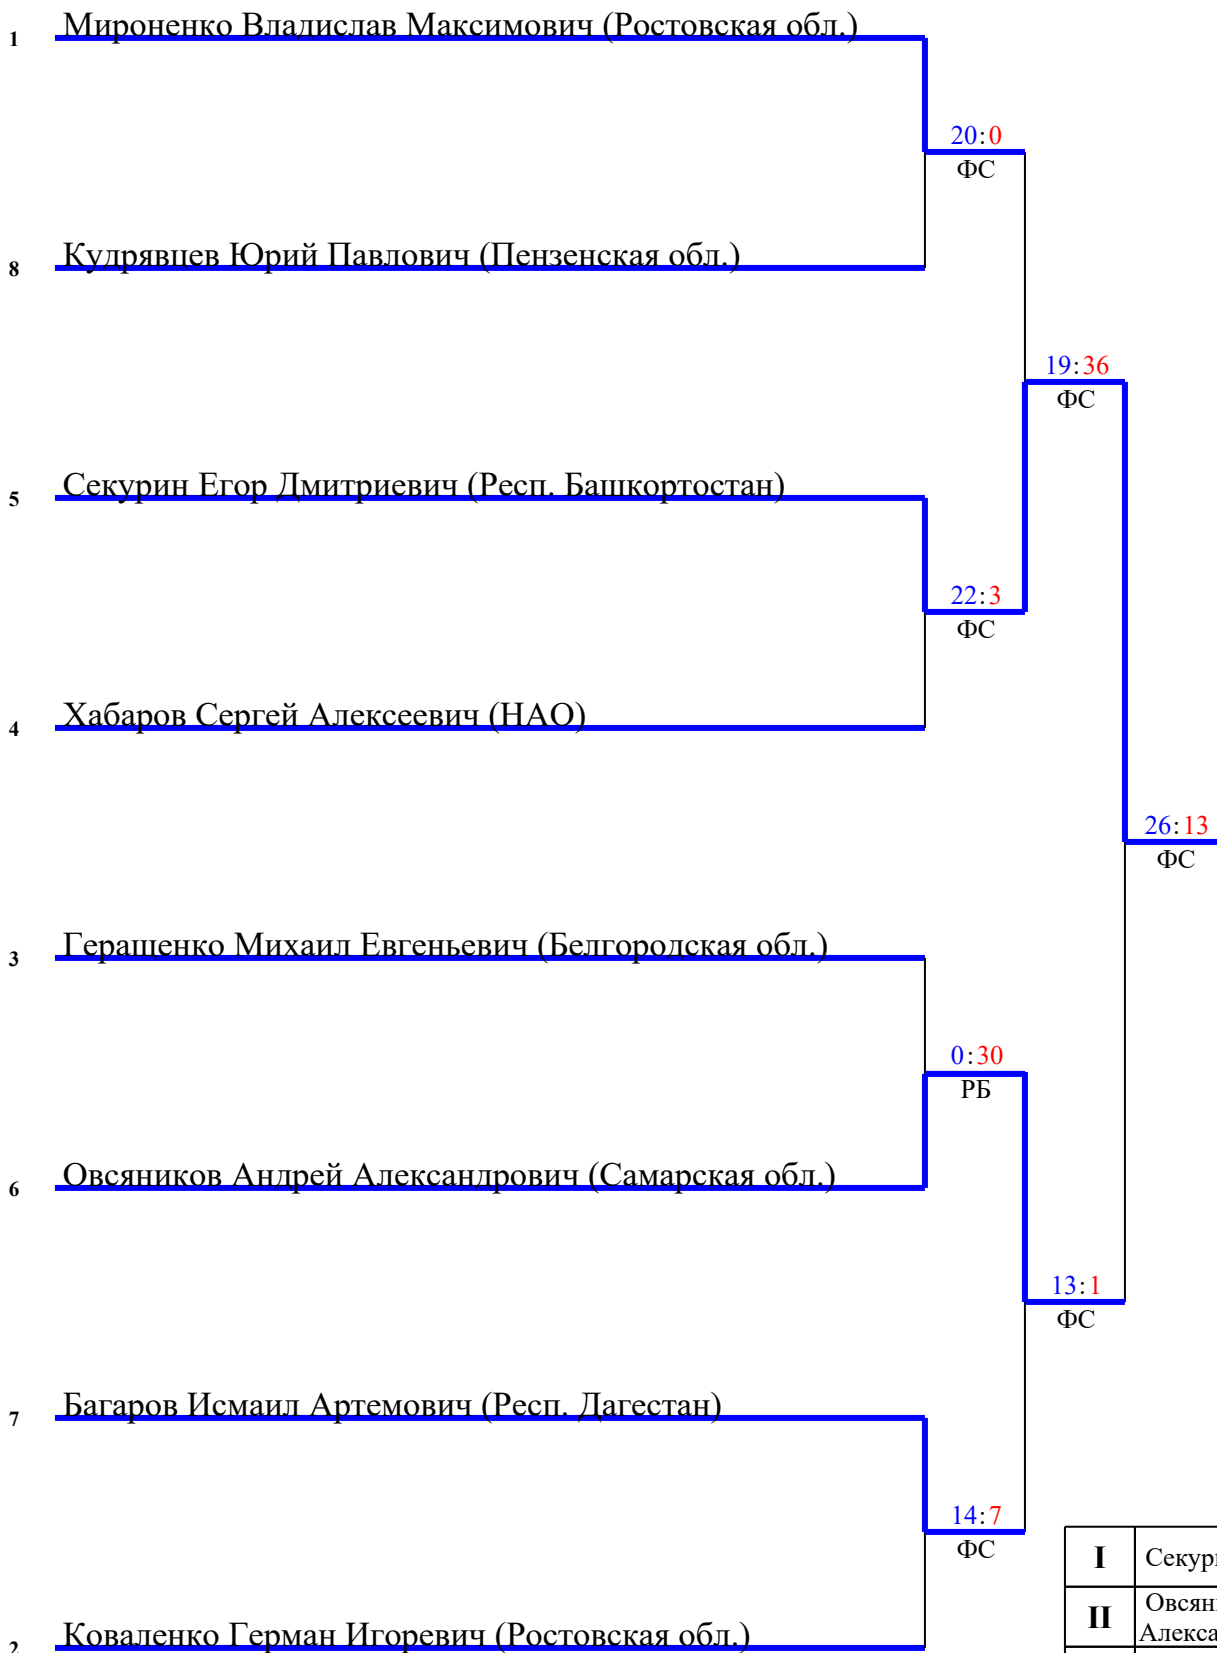 1 Мироненко Владислав Максимович (Ростовская обл.)
20:0
ФС
8 Кудрявцев Юрий Павлович (Пензенская обл.)
19:36
ФС
5 Секурин Егор Дмитриевич (Респ. Башкортостан)
22:3
ФС
4 Хабаров Сергей Алексеевич (НАО)
26:13
ФС
3 Геращенко Михаил Евгеньевич (Белгородская обл.)
0:30
РБ
6 Овсяников Андрей Александрович (Самарская обл.)
13:1
ФС
7 Багаров Исмаил Артемович (Респ. Дагестан)
14:7
ФС
I
II
2 Коваленко Герман Игоревич (Ростовская обл.)